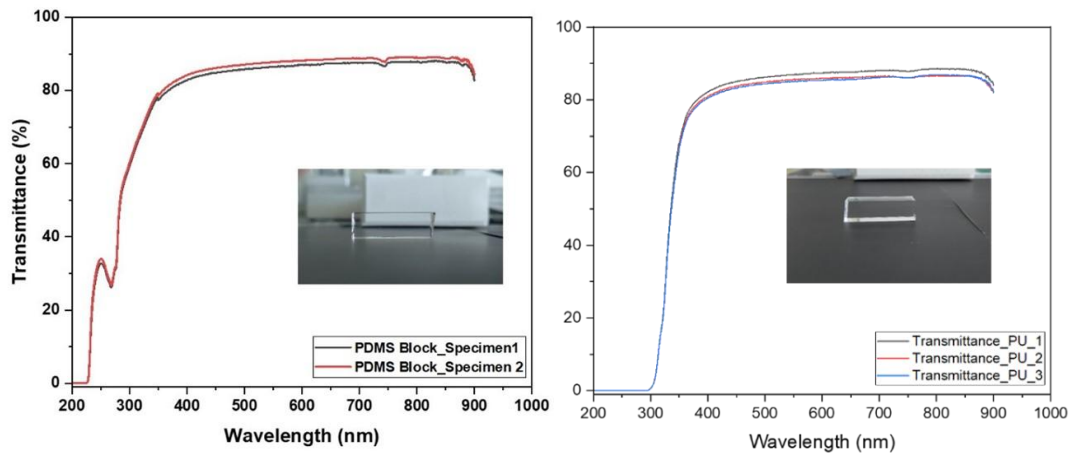 100
80
60
40
20
0
Transmittance (%)
PDMS Block_Specimen1
PDMS Block_Specimen 2
200 300 400 500 600 700 800 900 1000
Wavelength (nm)
100
80
60
40
20
0
Transmittance_PU_1
Transmittance_PU_2
Transmittance_PU_3
200 300 400 500 600 700 800 900 1000
Wavelength (nm)